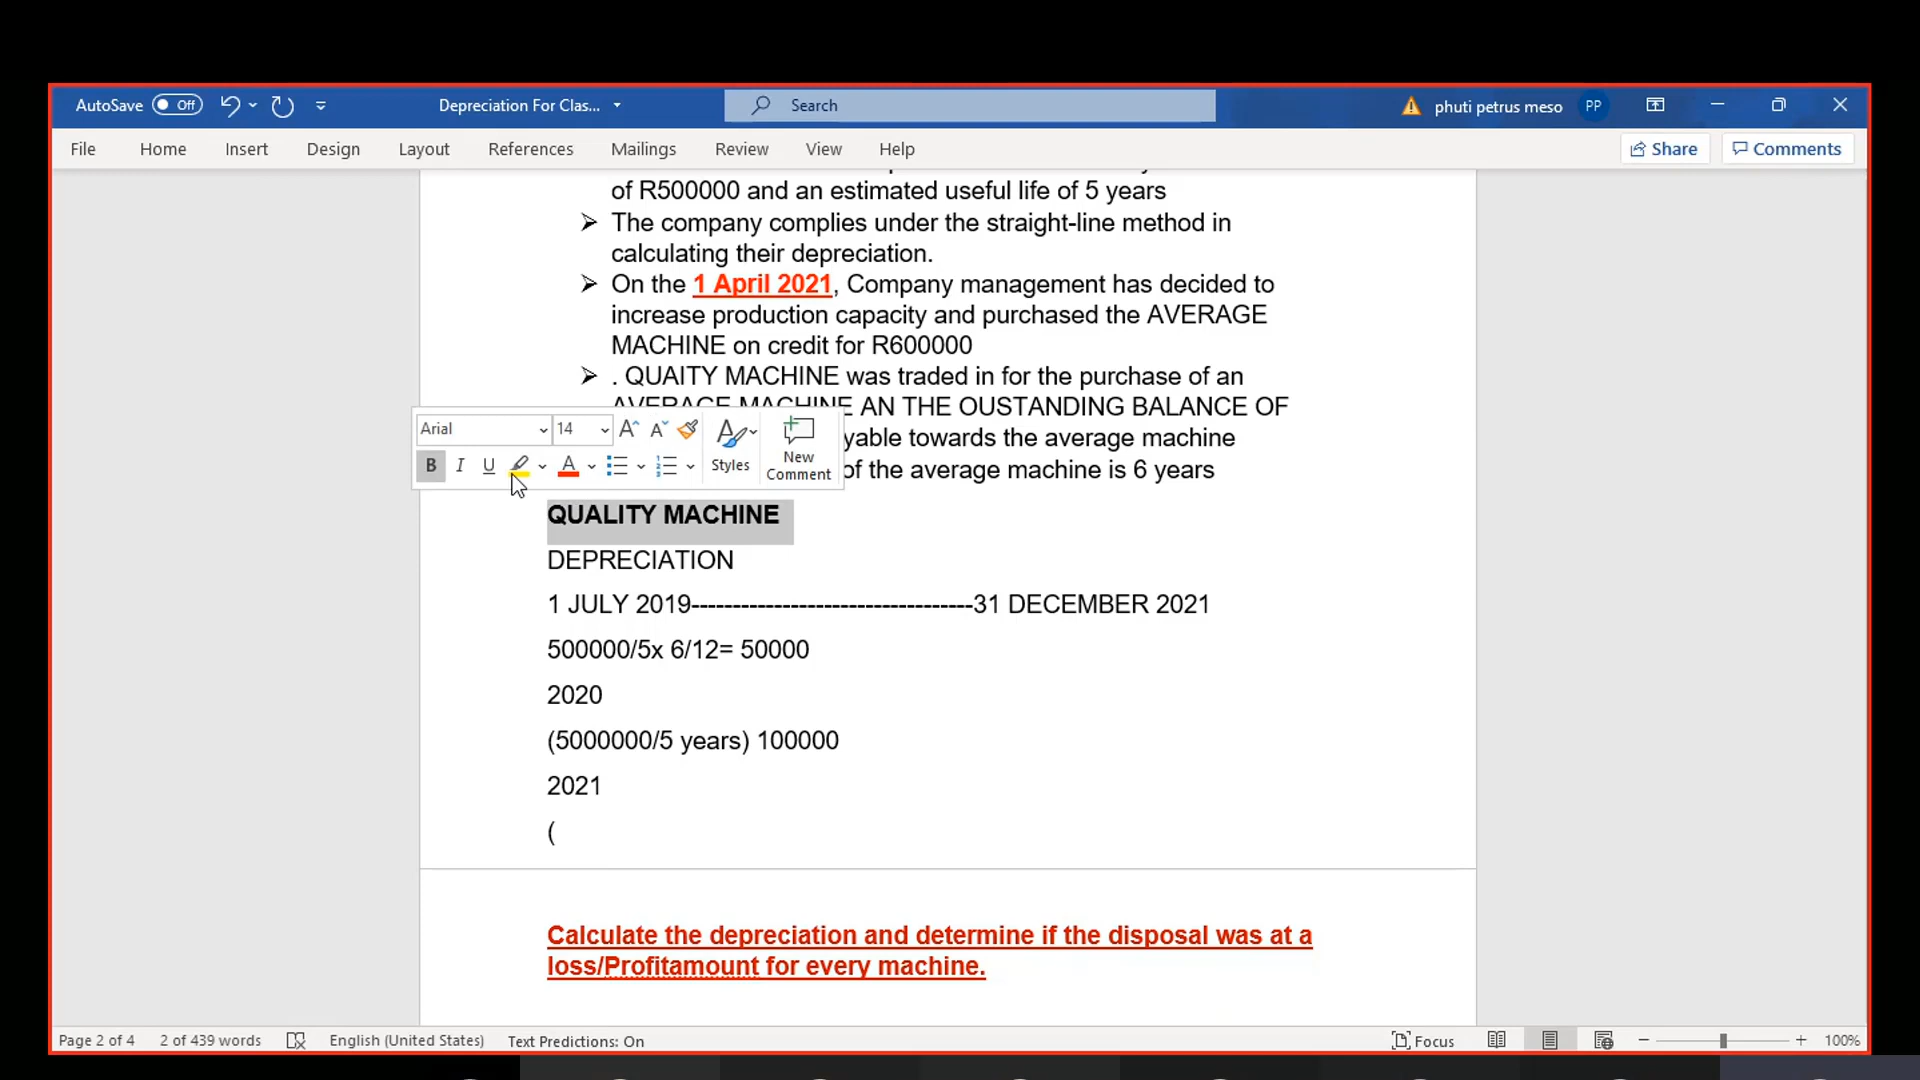 AutoSave Off Depreciation For Clas... Search phuti petrus meso PP
File Home Insert Design Layout References Mailings Review View Help Share Comments
of R500000 and an estimated useful life of 5 years
➢ The company complies under the straight-line method in
calculating their depreciation.
➢ On the 1 April 2021, Company management has decided to
increase production capacity and purchased the AVERAGE
MACHINE on credit for R600000
➢ . QUAITY MACHINE was traded in for the purchase of an
AVERAGE MACHINE AN THE OUSTANDING BALANCE OF
yable towards the average machine
of the average machine is 6 years
Arial 14
B I U A Styles New
Comment
QUALITY MACHINE
DEPRECIATION
1 JULY 2019----------------------------------31 DECEMBER 2021
500000/5x 6/12= 50000
2020
(5000000/5 years) 100000
2021
(
Calculate the depreciation and determine if the disposal was at a
loss/Profitamount for every machine.
Page 2 of 4 2 of 439 words English (United States) Text Predictions: On Focus 100%